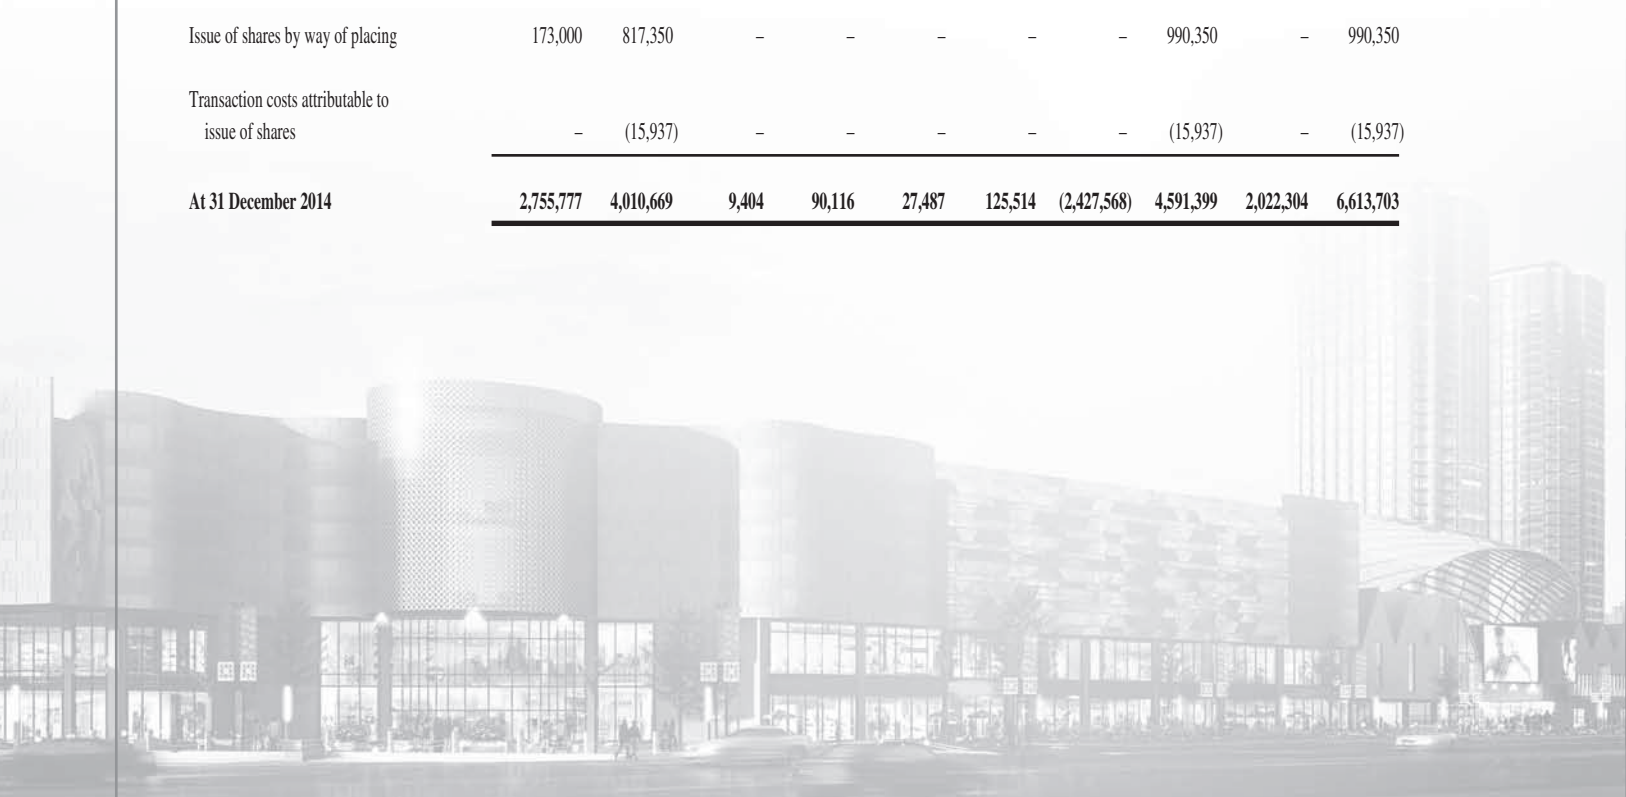 Issue of shares by way of placing 173,000 817,350 – – – – – 990,350 – 990,350
Transaction costs attributable to
issue of shares – (15,937) – – – – – (15,937) – (15,937)
At 31 December 2014 2,755,777 4,010,669 9,404 90,116 27,487 125,514 (2,427,568) 4,591,399 2,022,304 6,613,703